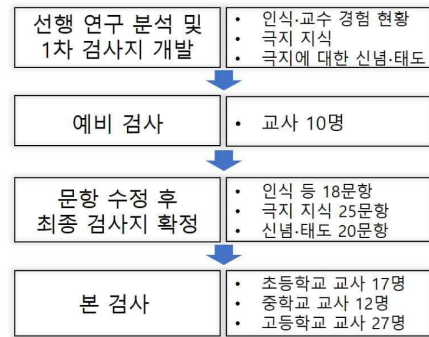 선행 연구 분석 및
1차 검사지 개발
• 인식·교수 경험 현황
• 극지 지식
• 극지에 대한 신념·태도
예비 검사
• 교사 10명
문항 수정 후
최종 검사지 확정
• 인식 등 18문항
• 극지 지식 25문항
• 신념·태도 20문항
본 검사
• 초등학교 교사 17명
• 중학교 교사 12명
• 고등학교 교사 27명